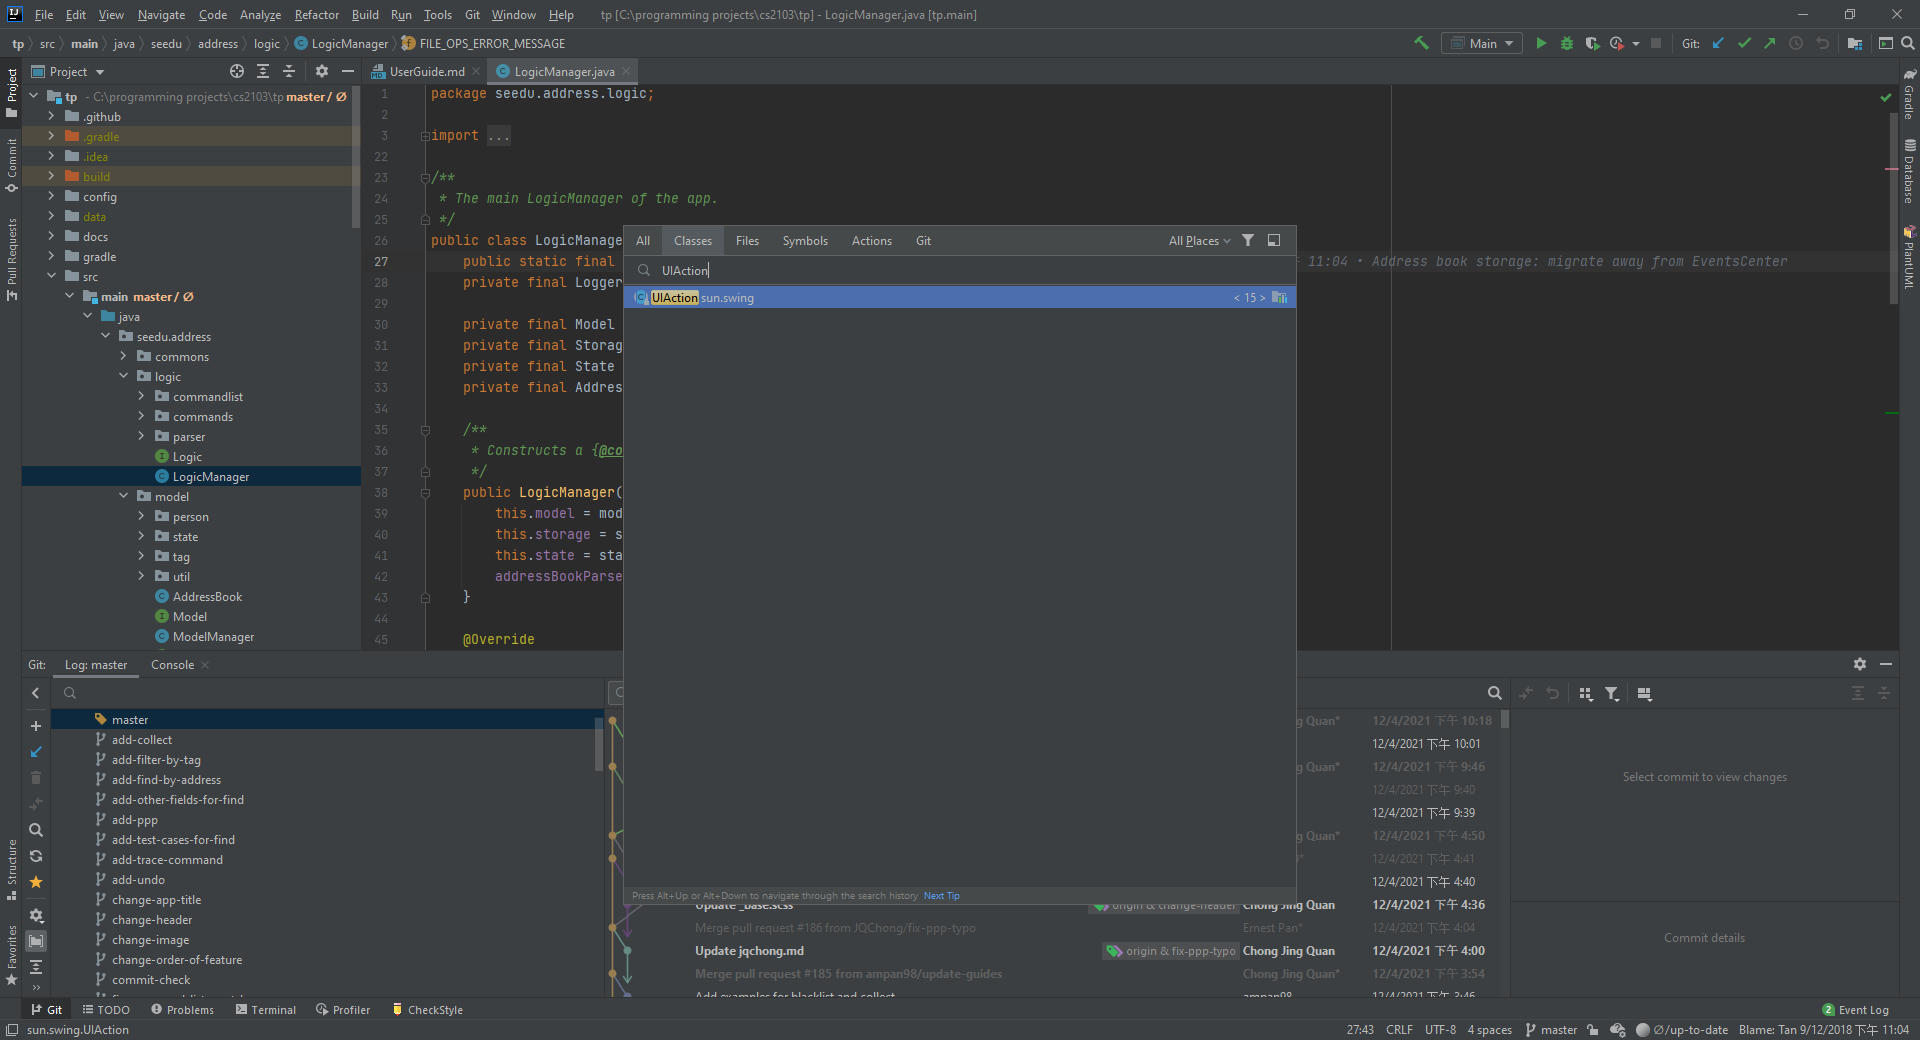 File Edit View Navigate Code Analyze Refactor Build Run Tools Git Window Help tp [C:\programming projects\cs2103\tp] - LogicManager.java [tp.main]
tp src main java seedu address logic LogicManager FILE_OPS_ERROR_MESSAGE Main Git:
Project
UserGuide.md LogicManager.java
tp - C:\programming projects\cs2103\tp master / Ø
.github
.gradle
.idea
build
config
data
docs
gradle
src
main master / Ø
java
seedu.address
commons
logic
commandlist
commands
parser
Logic
LogicManager
model
person
state
tag
util
AddressBook
Model
ModelManager
Project
Commit
Pull Requests
Structure
Favorites
Gradle
Database
PlantUML
1 package seedu.address.logic;
2
3 import ...
22
23 /**
24 * The main LogicManager of the app.
25 */
26 public class LogicManage
27 public static final 11:04 • Address book storage: migrate away from EventsCenter
28 private final Logger
29
30 private final Model
31 private final Storag
32 private final State
33 private final Addres
34
35 /**
36 * Constructs a {@co
37 */
38 public LogicManager(
39 this.model = mod
40 this.storage = s
41 this.state = sta
42 addressBookParse
43 }
44
45 @Override
All Classes Files Symbols Actions Git All Places
UIAction
UIAction sun.swing < 15 >
Press Alt+Up or Alt+Down to navigate through the search history Next Tip
Git: Log: master Console
master
add-collect
add-filter-by-tag
add-find-by-address
add-other-fields-for-find
add-ppp
add-test-cases-for-find
add-trace-command
add-undo
change-app-title
change-header
change-image
change-order-of-feature
commit-check
g Quan* 12/4/2021 下午 10:18
12/4/2021 下午 10:01
g Quan* 12/4/2021 下午 9:46
12/4/2021 下午 9:40
12/4/2021 下午 9:39
g Quan* 12/4/2021 下午 4:50
12/4/2021 下午 4:41
12/4/2021 下午 4:40
Update _base.scss origin & change-header Chong Jing Quan 12/4/2021 下午 4:36
Merge pull request #186 from JQChong/fix-ppp-typo Ernest Pan* 12/4/2021 下午 4:04
Update jqchong.md origin & fix-ppp-typo Chong Jing Quan 12/4/2021 下午 4:00
Merge pull request #185 from ampan98/update-guides Chong Jing Quan* 12/4/2021 下午 3:54
Add examples for blacklist and collect ampan98 12/4/2021 下午 3:46
Select commit to view changes
Commit details
Git TODO Problems Terminal Profiler CheckStyle 2 Event Log
sun.swing.UIAction 27:43 CRLF UTF-8 4 spaces master Ø/up-to-date Blame: Tan 9/12/2018 下午 11:04